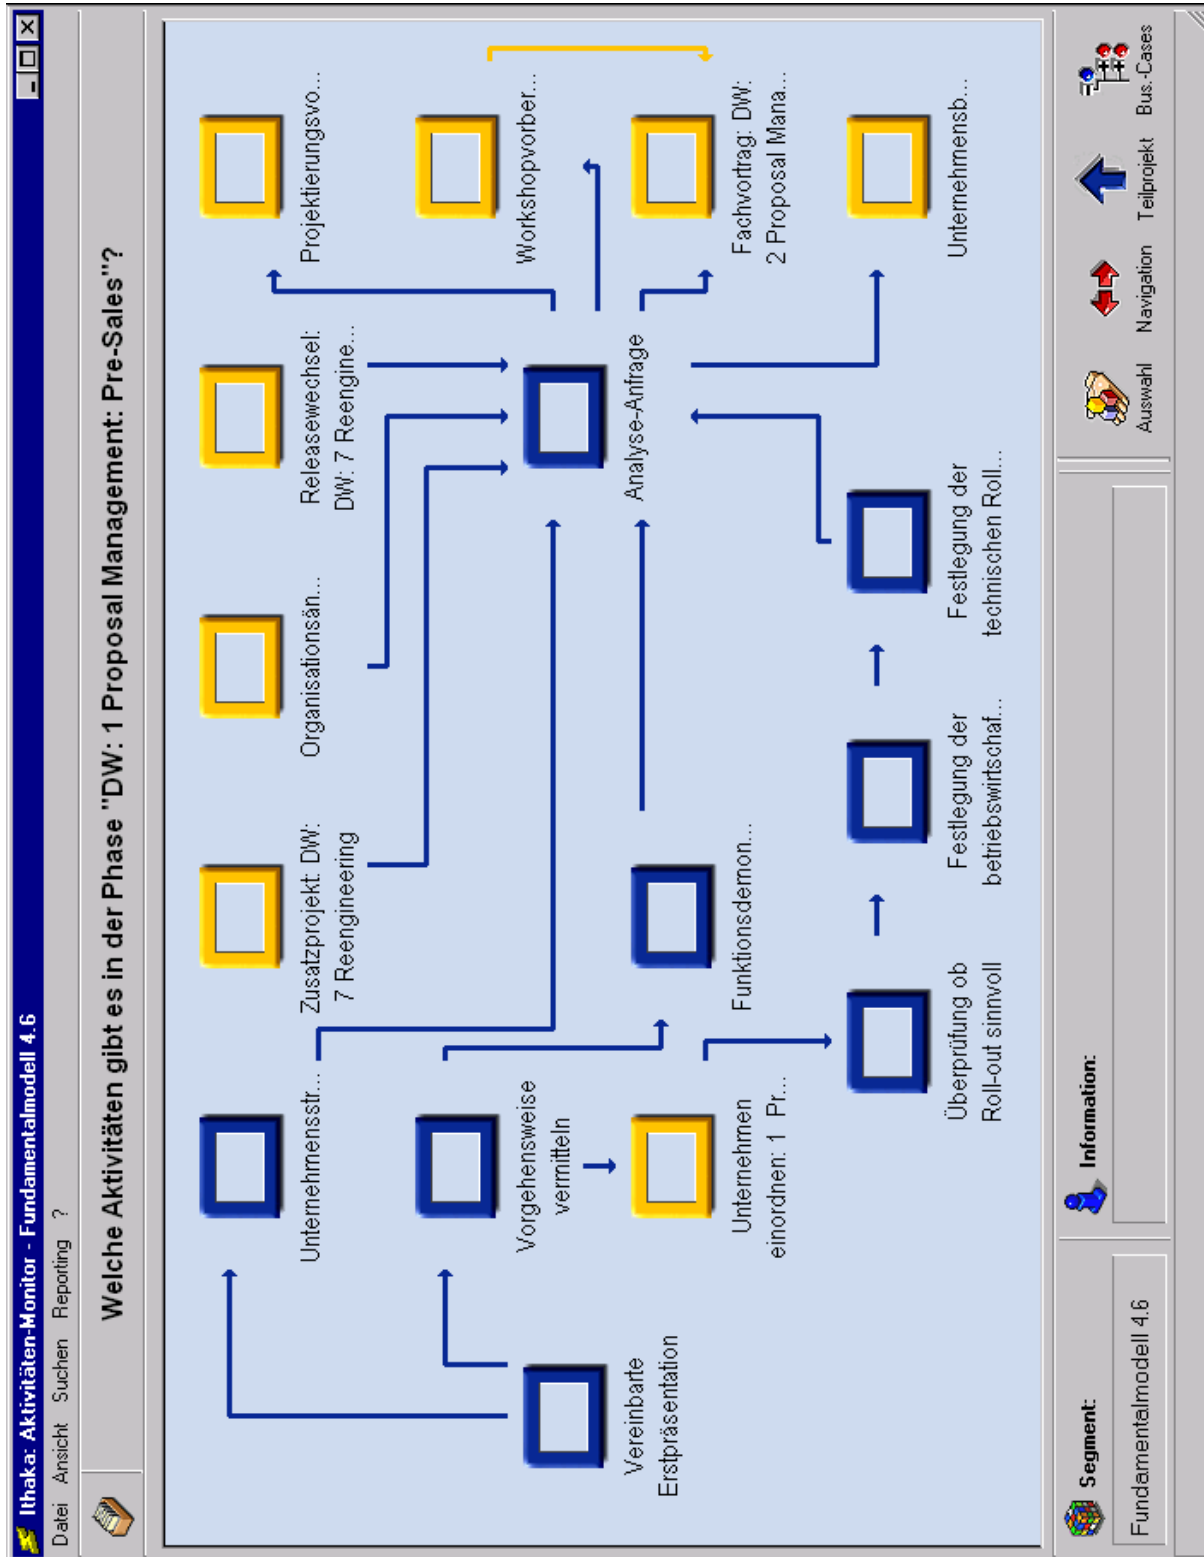 Ithaka: Aktivitäten-Monitor - Fundamentalmodell 4.6
Datei Ansicht Suchen Reporting ?
Welche Aktivitäten gibt es in der Phase "DW: 1 Proposal Management: Pre-Sales"?
Unternehmensstr...
Zusatzprojekt: DW:
7 Reengineering
Organisationsän...
Releasewechsel:
DW: 7 Reengine...
Projektierungsvo...
Vorgehensweise
vermitteln
Workshopvorber...
Vereinbarte
Erstpräsentation
Analyse-Anfrage
Unternehmen
einordnen: 1 Pr...
Funktionsdemon...
Fachvortrag: DW:
2 Proposal Mana...
Überprüfung ob
Roll-out sinnvoll
Festlegung der
betriebswirtschaf...
Festlegung der
technischen Roll...
Unternehmensb...
Segment:
Fundamentalmodell 4.6
Information:
Auswahl
Navigation
Teilprojekt
Bus.-Cases